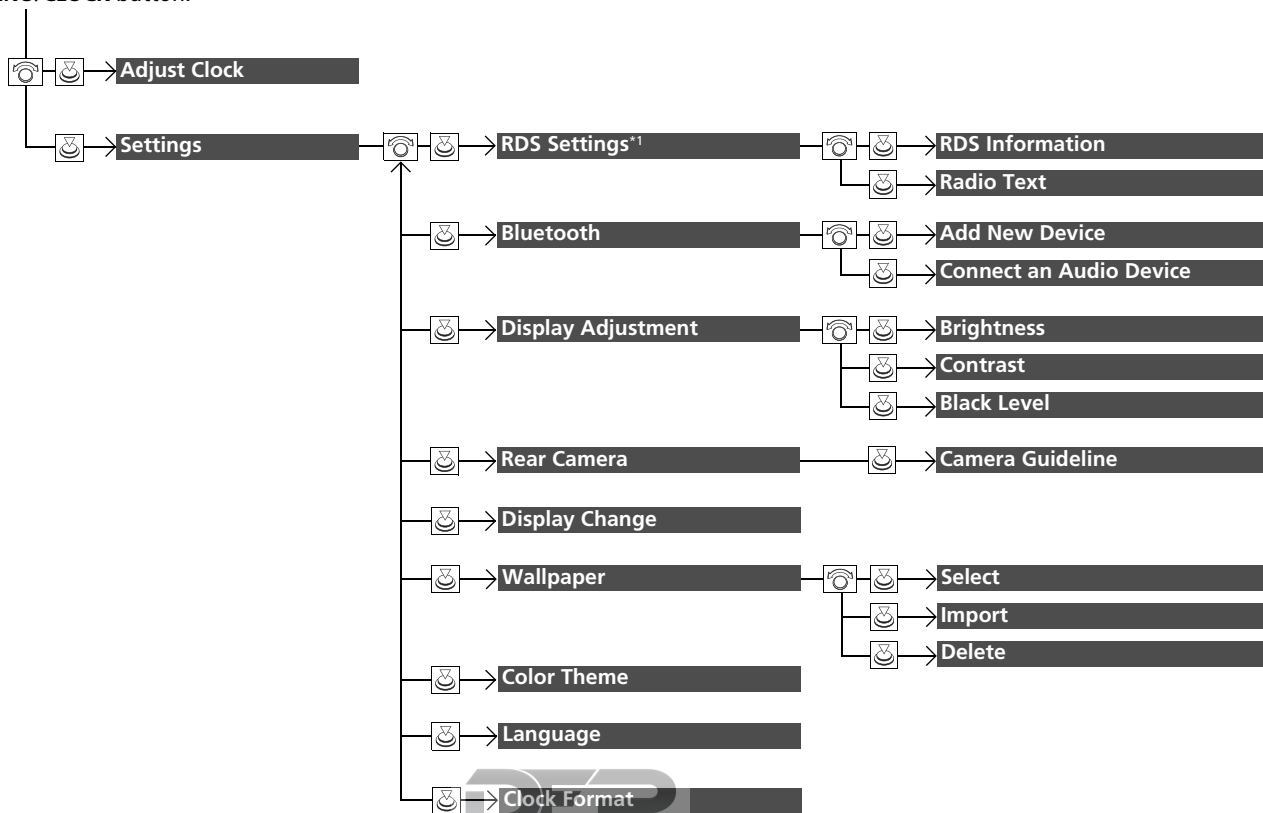 Adjust Clock
Settings
RDS Settings*1
RDS Information
Radio Text
Bluetooth
Add New Device
Connect an Audio Device
Display Adjustment
Brightness
Contrast
Black Level
Rear Camera
Camera Guideline
Display Change
Wallpaper
Select
Import
Delete
Color Theme
Language
Clock Format